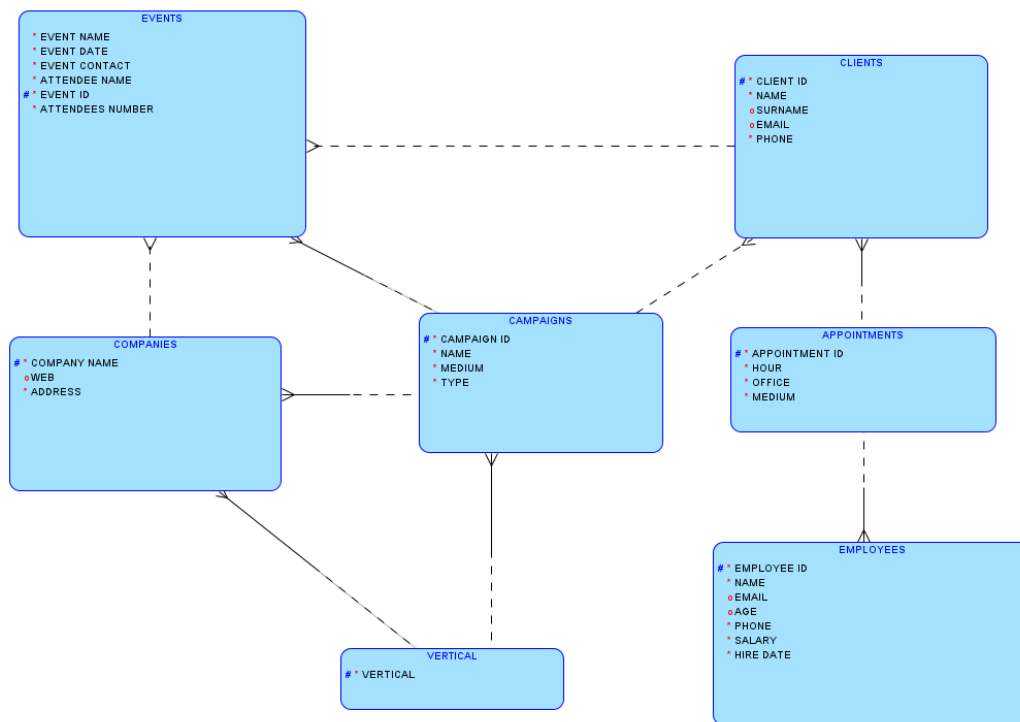 EVENTS
* EVENT NAME
* EVENT DATE
* EVENT CONTACT
* ATTENDEE NAME
# * EVENT ID
* ATTENDEES NUMBER
CLIENTS
# * CLIENT ID
* NAME
o SURNAME
o EMAIL
* PHONE
COMPANIES
# * COMPANY NAME
o WEB
* ADDRESS
CAMPAIGNS
# * CAMPAIGN ID
* NAME
* MEDIUM
* TYPE
APPOINTMENTS
# * APPOINTMENT ID
* HOUR
* OFFICE
* MEDIUM
VERTICAL
# * VERTICAL
EMPLOYEES
# * EMPLOYEE ID
* NAME
o EMAIL
o AGE
* PHONE
* SALARY
* HIRE DATE